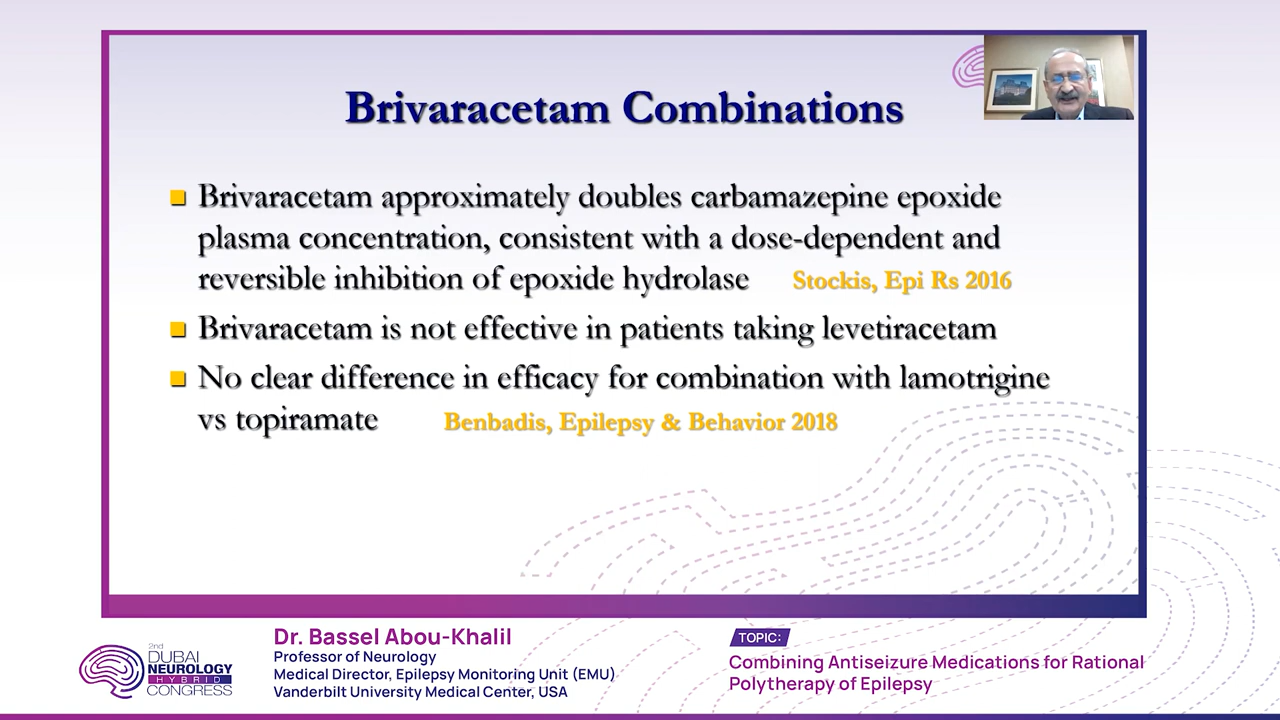 Brivaracetam Combinations
Brivaracetam approximately doubles carbamazepine epoxide
plasma concentration, consistent with a dose-dependent and
reversible inhibition of epoxide hydrolase Stockis, Epi Rs 2016
Brivaracetam is not effective in patients taking levetiracetam
No clear difference in efficacy for combination with lamotrigine
vs topiramate Benbadis, Epilepsy & Behavior 2018
2nd
DUBAI
NEUROLOGY
HYBRID
CONGRESS
Dr. Bassel Abou-Khalil
Professor of Neurology
Medical Director, Epilepsy Monitoring Unit (EMU)
Vanderbilt University Medical Center, USA
TOPIC:
Combining Antiseizure Medications for Rational
Polytherapy of Epilepsy